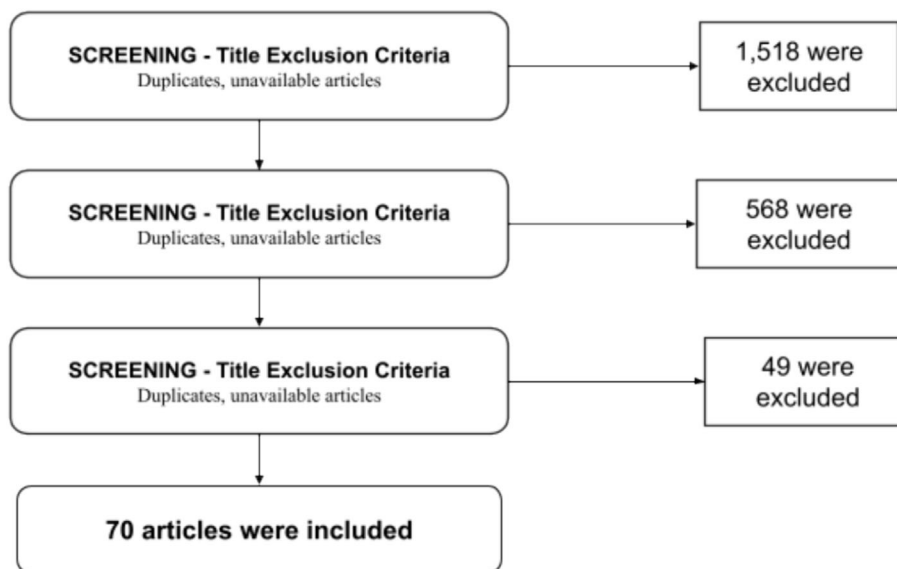 SCREENING - Title Exclusion Criteria
Duplicates, unavailable articles
1,518 were
excluded
SCREENING - Title Exclusion Criteria
Duplicates, unavailable articles
568 were
excluded
SCREENING - Title Exclusion Criteria
Duplicates, unavailable articles
49 were
excluded
70 articles were included